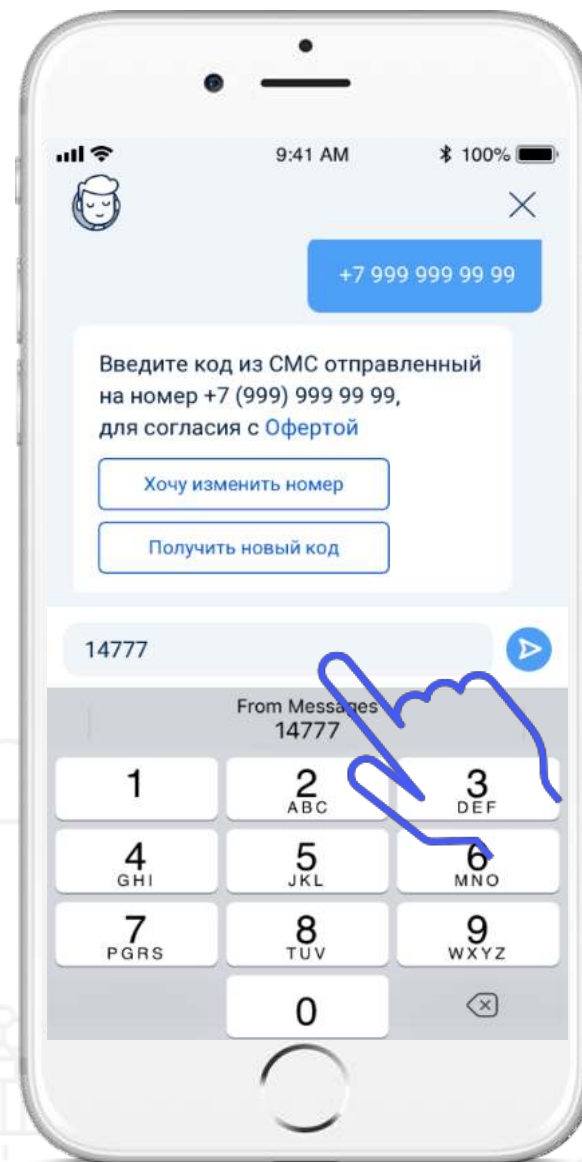 9:41 AM
100%
+7 999 999 99 99
Введите код из СМС отправленный
на номер +7 (999) 999 99 99,
для согласия с Офертой
Хочу изменить номер
Получить новый код
14777
From Messages
14777
1
2
ABC
3
DEF
4
GHI
5
JKL
6
MNO
7
PGRS
8
TUV
9
WXYZ
0